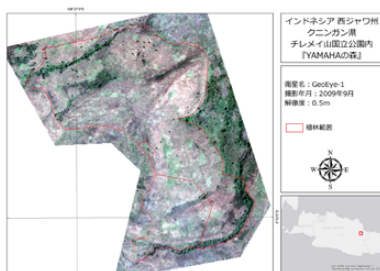 インドネシア 西ジャワ州
クニンガン県
チレメイ山国立公園内
『YAMAHAの森』
衛星名：GeoEye-1
撮影年月：2009年9月
解像度：0.5m
植林範囲
N
W
E
S